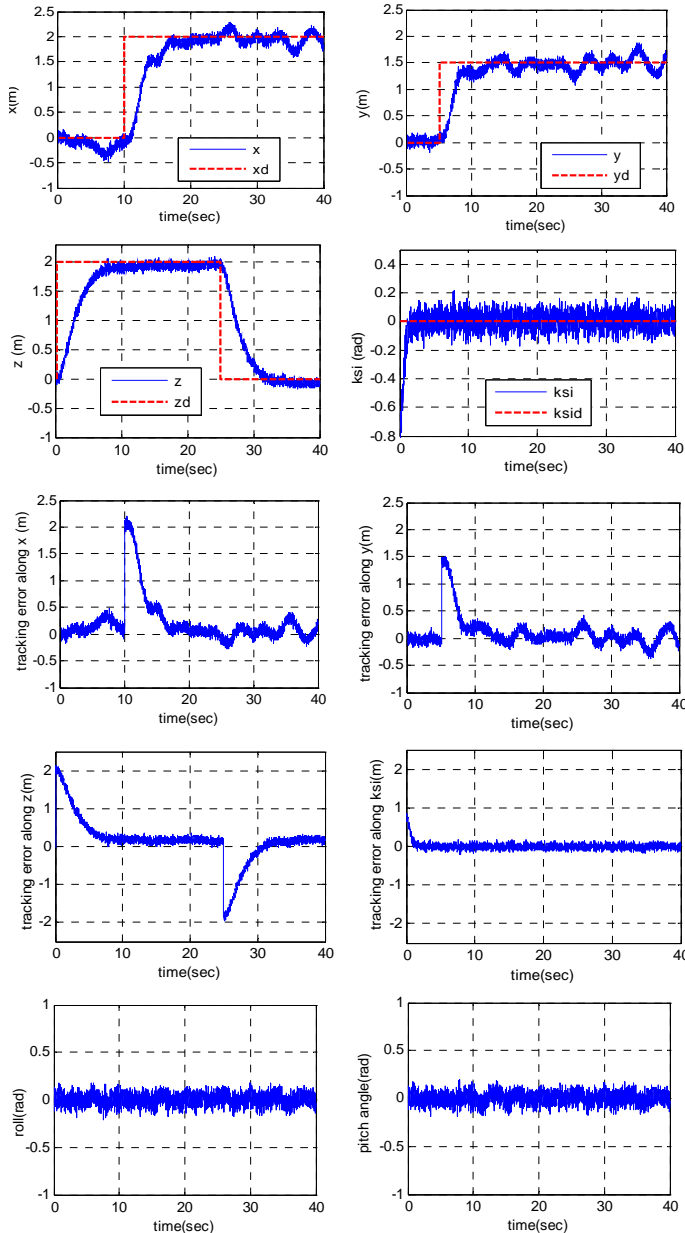 2.5
2
1.5
1
0.5
0
-0.5
-1
x(m)
x
xd
0 10 20 30 40
time(sec)
2.5
2
1.5
1
0.5
0
-0.5
-1
y(m)
y
yd
0 10 20 30 40
time(sec)
2
1.5
1
0.5
0
-0.5
-1
z (m)
z
zd
0 10 20 30 40
time(sec)
0.4
0.2
0
-0.2
-0.4
-0.6
-0.8
ksi (rad)
ksi
ksid
0 10 20 30 40
time(sec)
2.5
2
1.5
1
0.5
0
-0.5
-1
tracking error along x (m)
0 10 20 30 40
time(sec)
2.5
2
1.5
1
0.5
0
-0.5
-1
tracking error along y(m)
0 10 20 30 40
time(sec)
2
1
0
-1
-2
tracking error along z(m)
0 10 20 30 40
time(sec)
2
1
0
-1
-2
tracking error along ksi(m)
0 10 20 30 40
time(sec)
1
0.5
0
-0.5
-1
roll(rad)
0 10 20 30 40
time(sec)
1
0.5
0
-0.5
-1
pitch angle(rad)
0 10 20 30 40
time(sec)